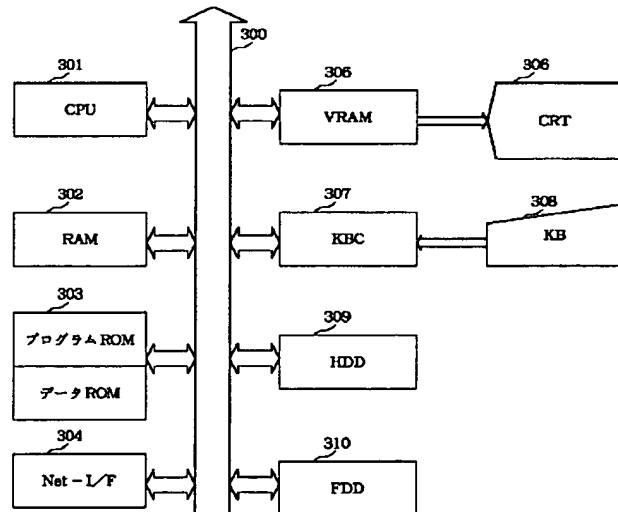 300
301
CPU
305
VRAM
306
CRT
302
RAM
307
KBC
308
KB
303
プログラムROM
データROM
309
HDD
304
Net-I/F
310
FDD